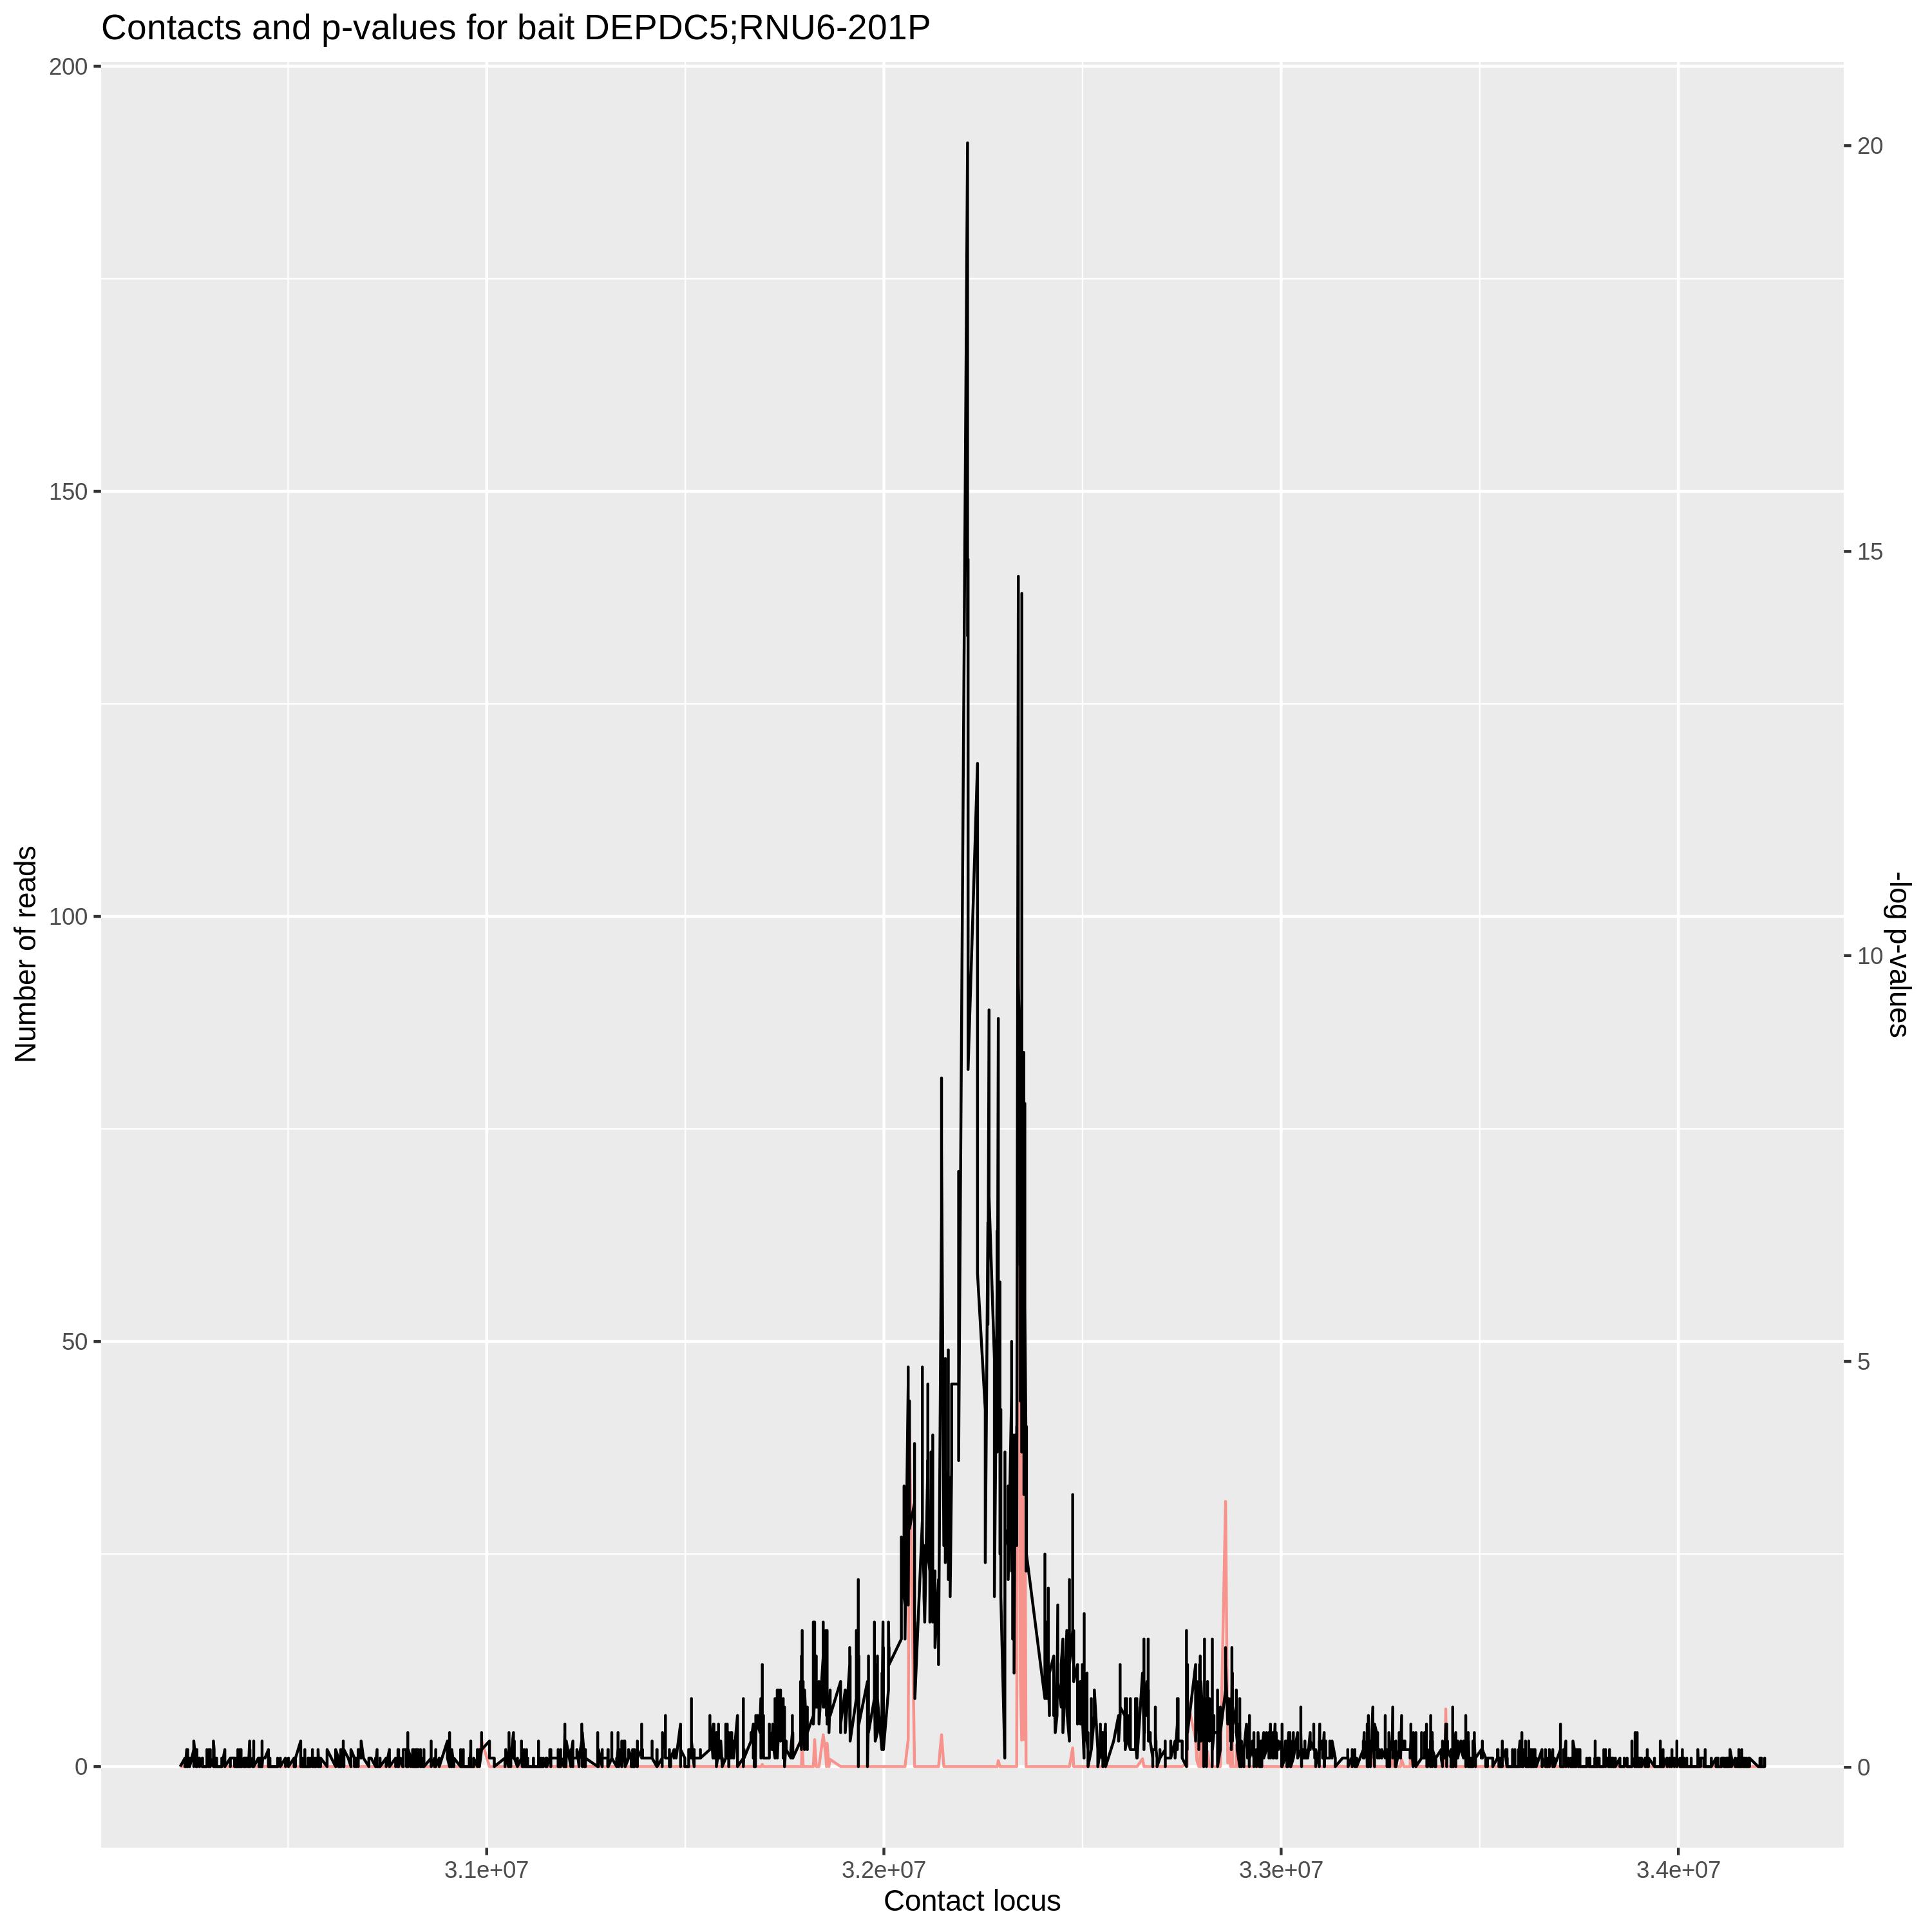 Contacts and p-values for bait DEPDC5;RNU6-201P
200
150
100
50
0
Number of reads
20
15
10
5
0
-log p-values
3.1e+07
3.2e+07
3.3e+07
3.4e+07
Contact locus